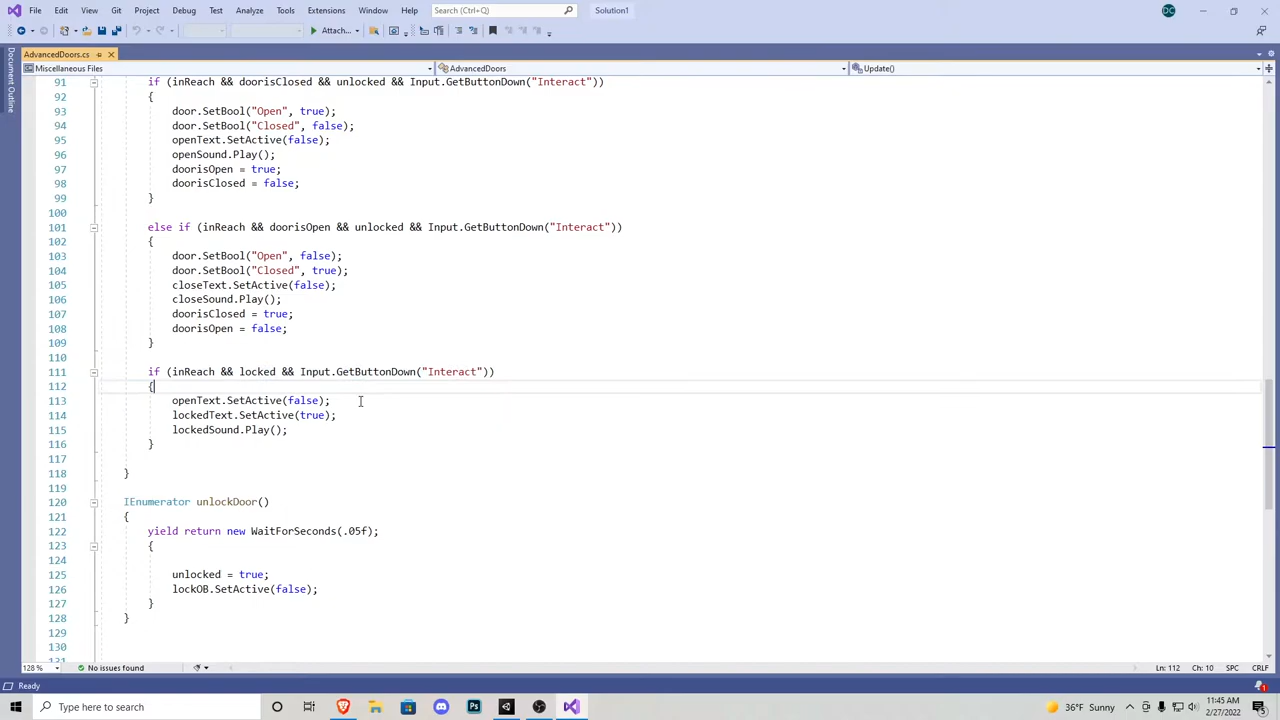 File Edit View Git Project Debug Test Analyze Tools Extensions Window Help Search (Ctrl+Q) Solution1 DC
Attach...
AdvancedDoors.cs
Miscellaneous Files AdvancedDoors Update()
Document Outline
91 if (inReach && doorisClosed && unlocked && Input.GetButtonDown("Interact"))
92 {
93 door.SetBool("Open", true);
94 door.SetBool("Closed", false);
95 openText.SetActive(false);
96 openSound.Play();
97 doorisOpen = true;
98 doorisClosed = false;
99 }
100
101 else if (inReach && doorisOpen && unlocked && Input.GetButtonDown("Interact"))
102 {
103 door.SetBool("Open", false);
104 door.SetBool("Closed", true);
105 closeText.SetActive(false);
106 closeSound.Play();
107 doorisClosed = true;
108 doorisOpen = false;
109 }
110
111 if (inReach && locked && Input.GetButtonDown("Interact"))
112 {
113 openText.SetActive(false);
114 lockedText.SetActive(true);
115 lockedSound.Play();
116 }
117
118 }
119
120 IEnumerator unlockDoor()
121 {
122 yield return new WaitForSeconds(.05f);
123 {
124
125 unlocked = true;
126 lockOB.SetActive(false);
127 }
128 }
129
130
131
128 % No issues found Ln: 112 Ch: 10 SPC CRLF
Ready 1
Type here to search Ps 36°F Sunny 11:45 AM
2/27/2022 5